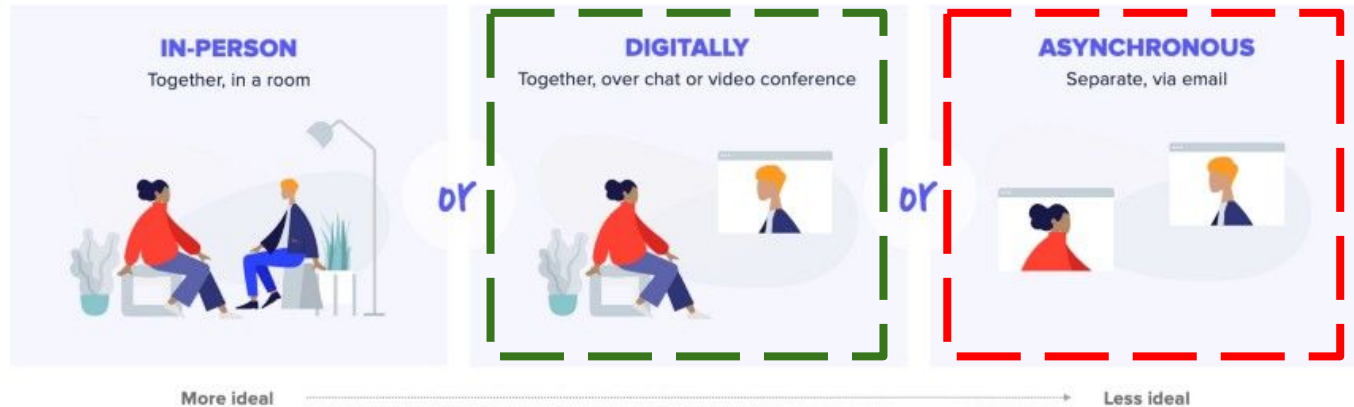 IN-PERSON
Together, in a room
or
DIGITALLY
Together, over chat or video conference
or
ASYNCHRONOUS
Separate, via email
More ideal
Less ideal